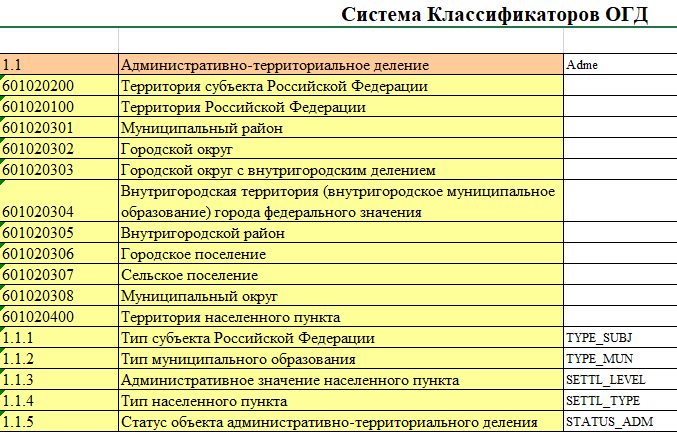 Система Классификаторов ОГД
1.1 Административно-территориальное деление Adme
601020200 Территория субъекта Российской Федерации
601020100 Территория Российской Федерации
601020301 Муниципальный район
601020302 Городской округ
601020303 Городской округ с внутригородским делением
Внутригородская территория (внутригородское муниципальное
601020304 образование) города федерального значения
601020305 Внутригородской район
601020306 Городское поселение
601020307 Сельское поселение
601020308 Муниципальный округ
601020400 Территория населенного пункта
1.1.1 Тип субъекта Российской Федерации TYPE_SUBJ
1.1.2 Тип муниципального образования TYPE_MUN
1.1.3 Административное значение населенного пункта SETTL_LEVEL
1.1.4 Тип населенного пункта SETTL_TYPE
1.1.5 Статус объекта административно-территориального деления STATUS_ADM